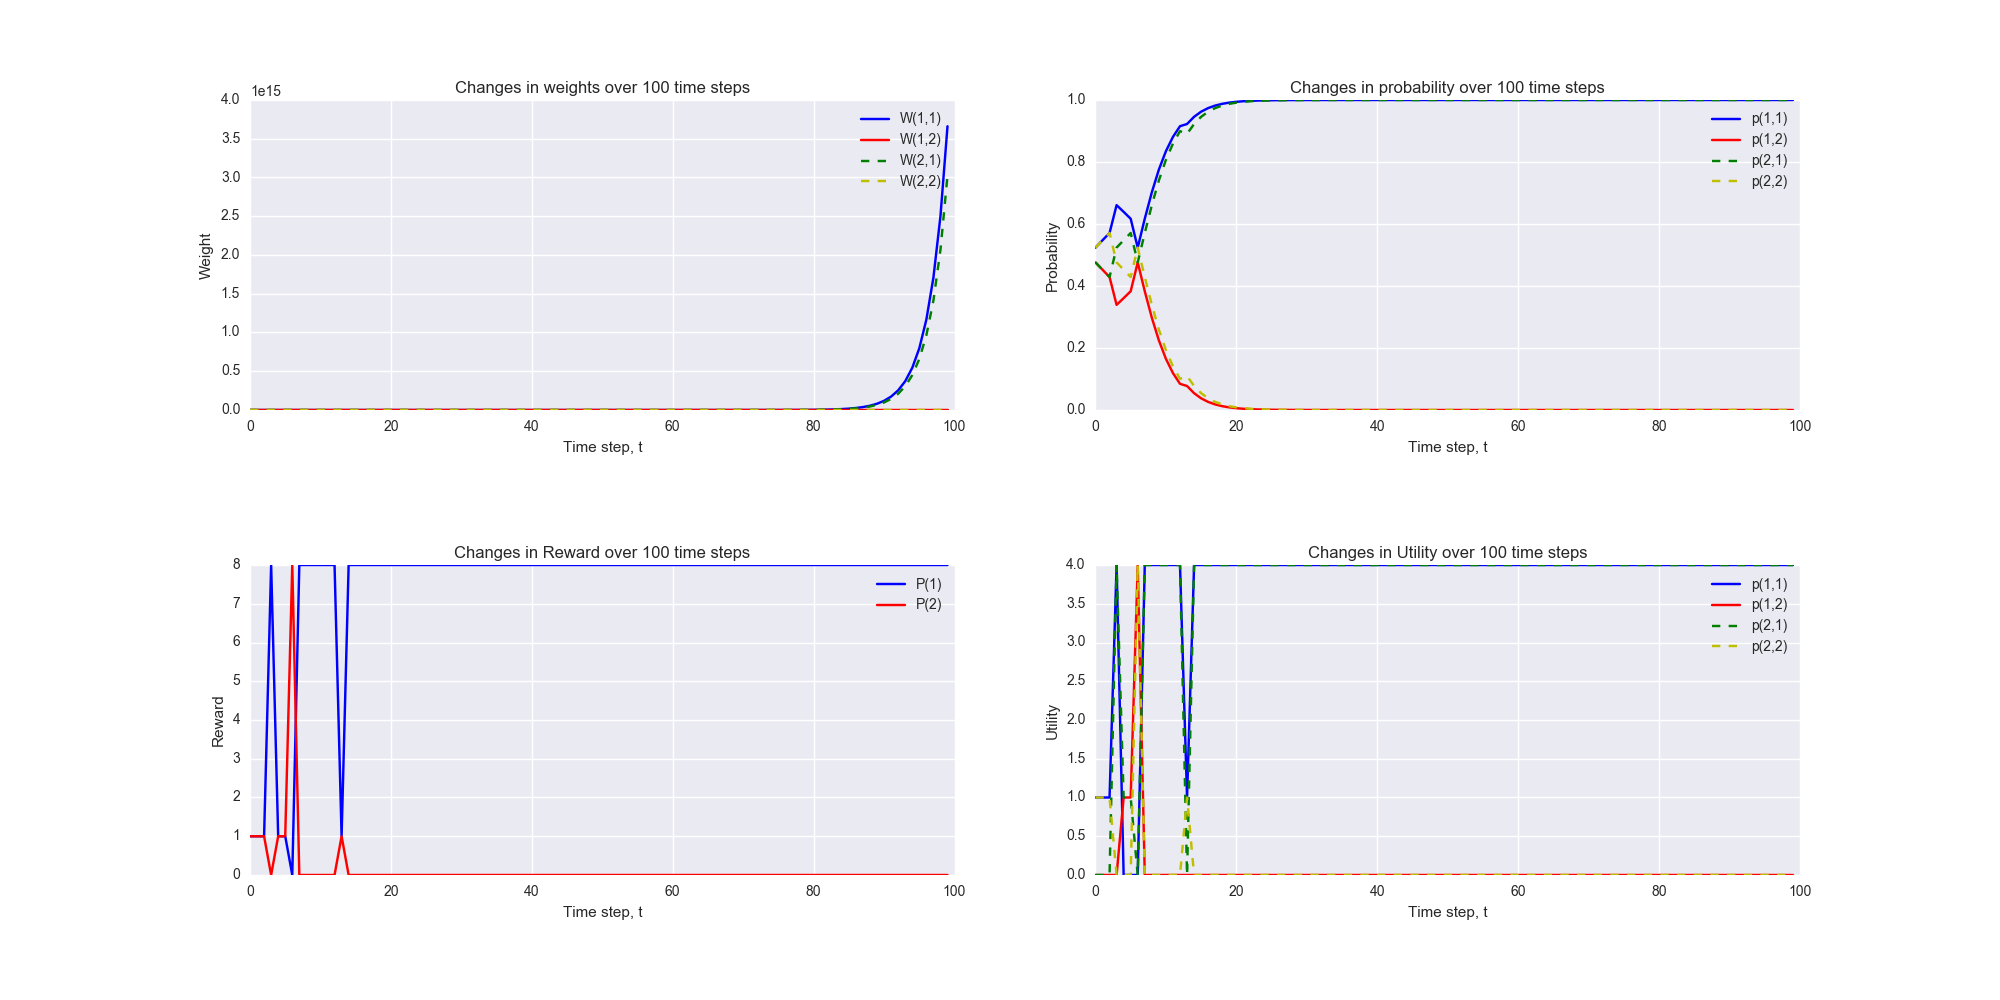 Changes in weights over 100 time steps
1e15
4.0
3.5
3.0
2.5
2.0
1.5
1.0
0.5
0.0
Weight
W(1,1)
W(1,2)
W(2,1)
W(2,2)
0 20 40 60 80 100
Time step, t
Changes in probability over 100 time steps
1.0
0.8
0.6
0.4
0.2
0.0
Probability
p(1,1)
p(1,2)
p(2,1)
p(2,2)
0 20 40 60 80 100
Time step, t
Changes in Reward over 100 time steps
8
7
6
5
4
3
2
1
0
Reward
P(1)
P(2)
0 20 40 60 80 100
Time step, t
Changes in Utility over 100 time steps
4.0
3.5
3.0
2.5
2.0
1.5
1.0
0.5
0.0
Utility
p(1,1)
p(1,2)
p(2,1)
p(2,2)
0 20 40 60 80 100
Time step, t